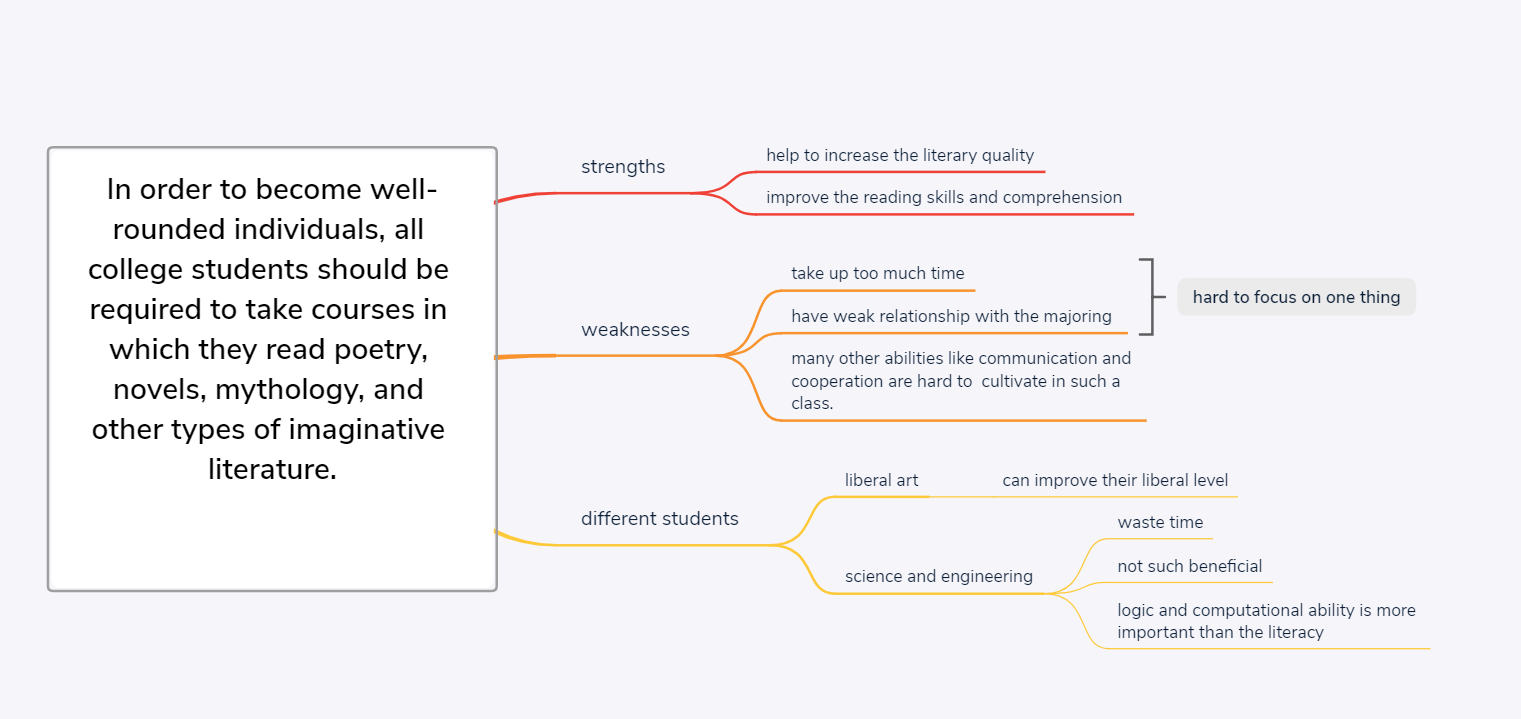 In order to become well-
rounded individuals, all
college students should be
required to take courses in
which they read poetry,
novels, mythology, and
other types of imaginative
literature.
strengths
help to increase the literary quality
improve the reading skills and comprehension
weaknesses
take up too much time
have weak relationship with the majoring
hard to focus on one thing
many other abilities like communication and
cooperation are hard to  cultivate in such a
class.
different students
liberal art
can improve their liberal level
science and engineering
waste time
not such beneficial
logic and computational ability is more
important than the literacy